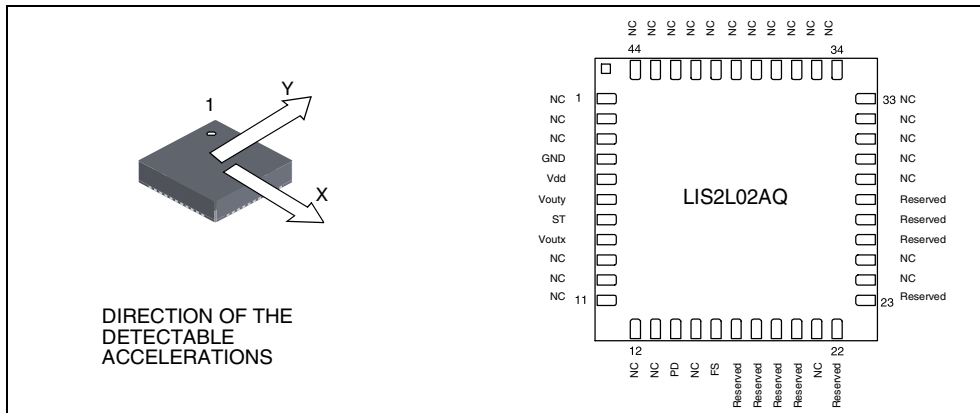 1
Y
X
DIRECTION OF THE
DETECTABLE
ACCELERATIONS
NC NC NC NC NC NC NC NC NC NC NC
44 34
NC 1
NC
NC
GND
Vdd
Vouty
ST
Voutx
NC
NC
NC 11
LIS2L02AQ
33 NC
NC
NC
NC
NC
Reserved
Reserved
Reserved
NC
NC
23 Reserved
12 22
NC NC PD NC FS Reserved Reserved Reserved Reserved NC Reserved